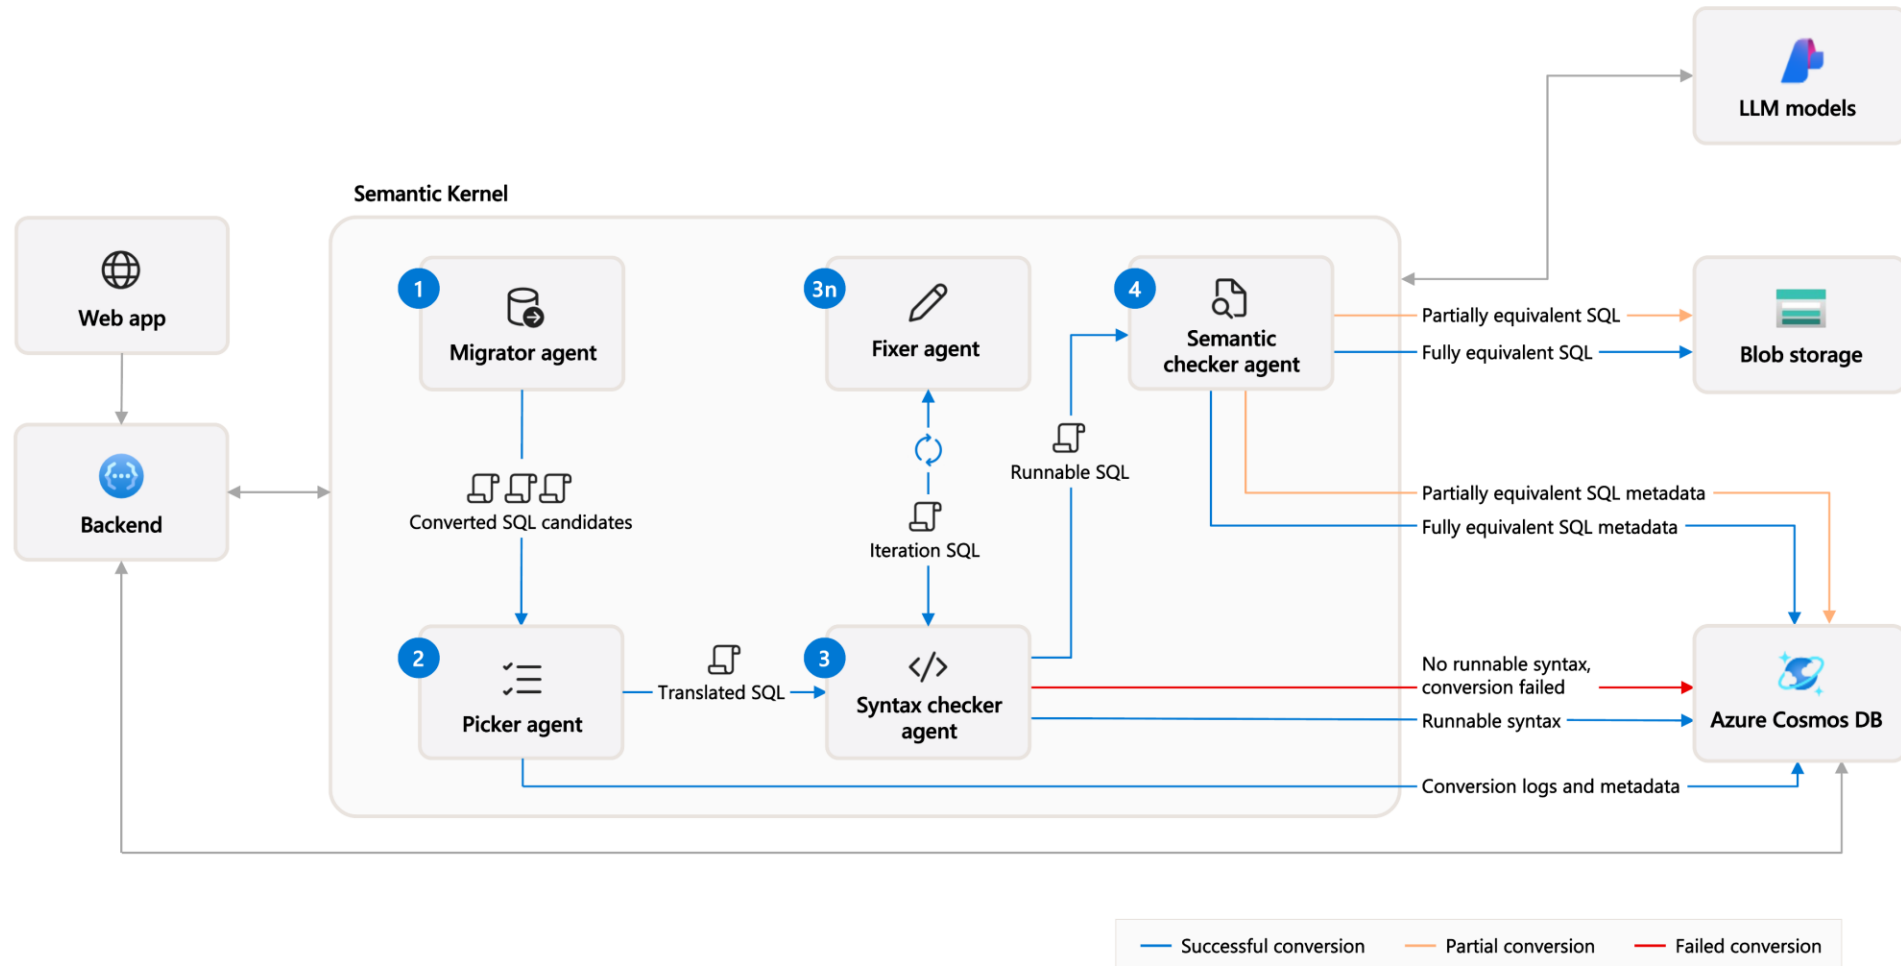 LLM models
Semantic Kernel
Web app
1
Migrator agent
3n
Fixer agent
4
Semantic
checker agent
Partially equivalent SQL
Fully equivalent SQL
Blob storage
Backend
Converted SQL candidates
Iteration SQL
Runnable SQL
Partially equivalent SQL metadata
Fully equivalent SQL metadata
2
Picker agent
Translated SQL
3
Syntax checker
agent
No runnable syntax,
conversion failed
Runnable syntax
Azure Cosmos DB
Conversion logs and metadata
Successful conversion
Partial conversion
Failed conversion